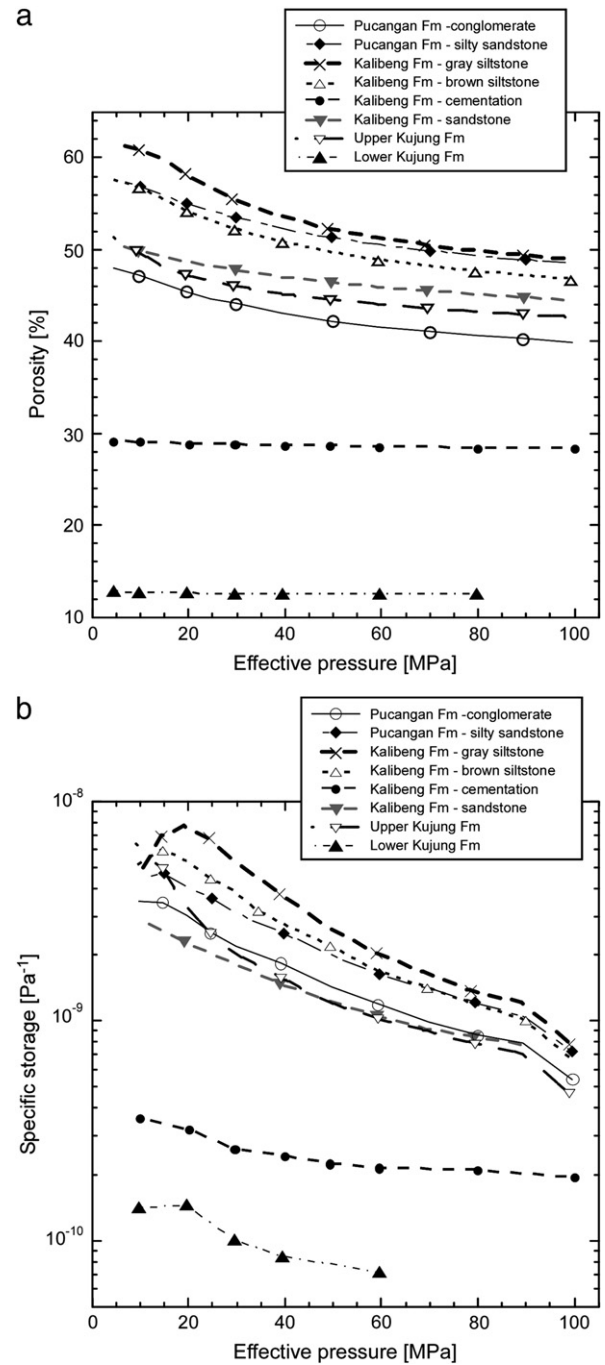 a
Pucangan Fm -conglomerate
Pucangan Fm - silty sandstone
Kalibeng Fm - gray siltstone
Kalibeng Fm - brown siltstone
Kalibeng Fm - cementation
Kalibeng Fm - sandstone
Upper Kujung Fm
Lower Kujung Fm
60
50
40
30
20
10
Porosity [%]
0 20 40 60 80 100
Effective pressure [MPa]
b
Pucangan Fm -conglomerate
Pucangan Fm - silty sandstone
Kalibeng Fm - gray siltstone
Kalibeng Fm - brown siltstone
Kalibeng Fm - cementation
Kalibeng Fm - sandstone
Upper Kujung Fm
Lower Kujung Fm
10⁻⁸
10⁻⁹
10⁻¹⁰
Specific storage [Pa⁻¹]
0 20 40 60 80 100
Effective pressure [MPa]